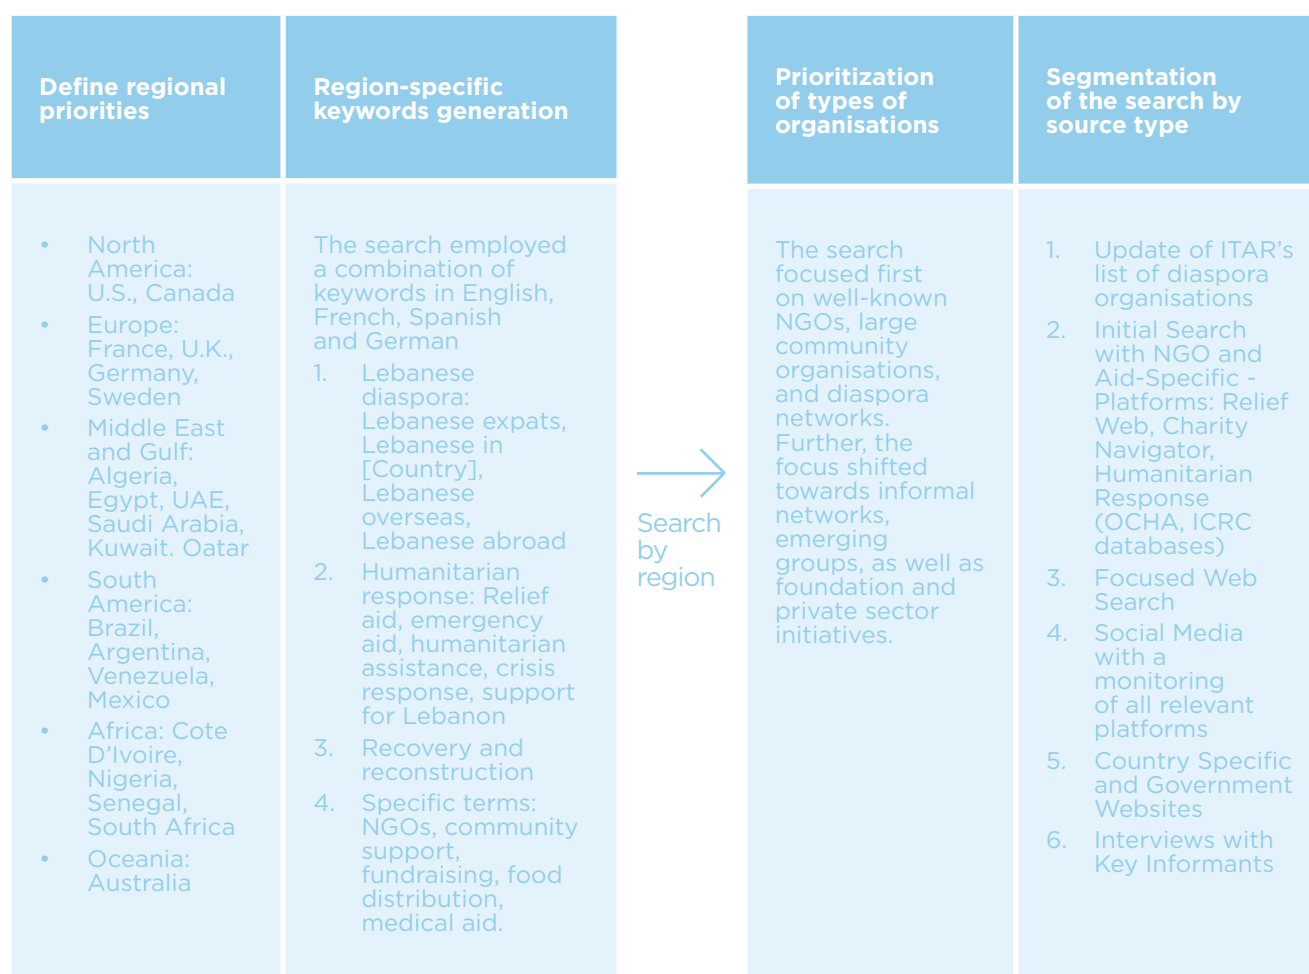 Define regional
priorities
Region-specific
keywords generation
Prioritization
of types of
organisations
Segmentation
of the search by
source type
• North
America:
U.S., Canada
• Europe:
France, U.K.,
Germany,
Sweden
• Middle East
and Gulf:
Algeria,
Egypt, UAE,
Saudi Arabia,
Kuwait. Oatar
• South
America:
Brazil,
Argentina,
Venezuela,
Mexico
• Africa: Cote
D'Ivoire,
Nigeria,
Senegal,
South Africa
• Oceania:
Australia
The search employed
a combination of
keywords in English,
French, Spanish
and German
1. Lebanese
diaspora:
Lebanese expats,
Lebanese in
[Country],
Lebanese
overseas,
Lebanese abroad
2. Humanitarian
response: Relief
aid, emergency
aid, humanitarian
assistance, crisis
response, support
for Lebanon
3. Recovery and
reconstruction
4. Specific terms:
NGOs, community
support,
fundraising, food
distribution,
medical aid.
Search
by
region
The search
focused first
on well-known
NGOs, large
community
organisations,
and diaspora
networks.
Further, the
focus shifted
towards informal
networks,
emerging
groups, as well as
foundation and
private sector
initiatives.
1. Update of ITAR's
list of diaspora
organisations
2. Initial Search
with NGO and
Aid-Specific -
Platforms: Relief
Web, Charity
Navigator,
Humanitarian
Response
(OCHA, ICRC
databases)
3. Focused Web
Search
4. Social Media
with a
monitoring
of all relevant
platforms
5. Country Specific
and Government
Websites
6. Interviews with
Key Informants